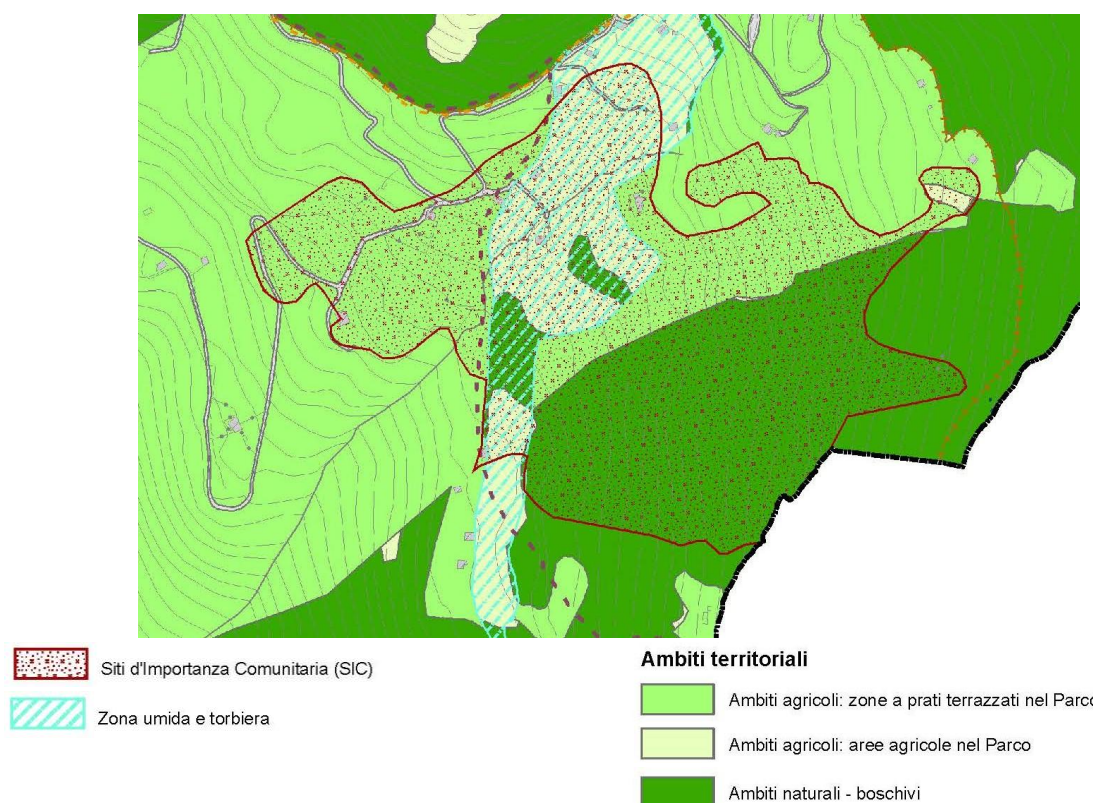 Siti d'Importanza Comunitaria (SIC)
Zona umida e torbiera
Ambiti territoriali
Ambiti agricoli: zone a prati terrazzati nel Parco
Ambiti agricoli: aree agricole nel Parco
Ambiti naturali - boschivi